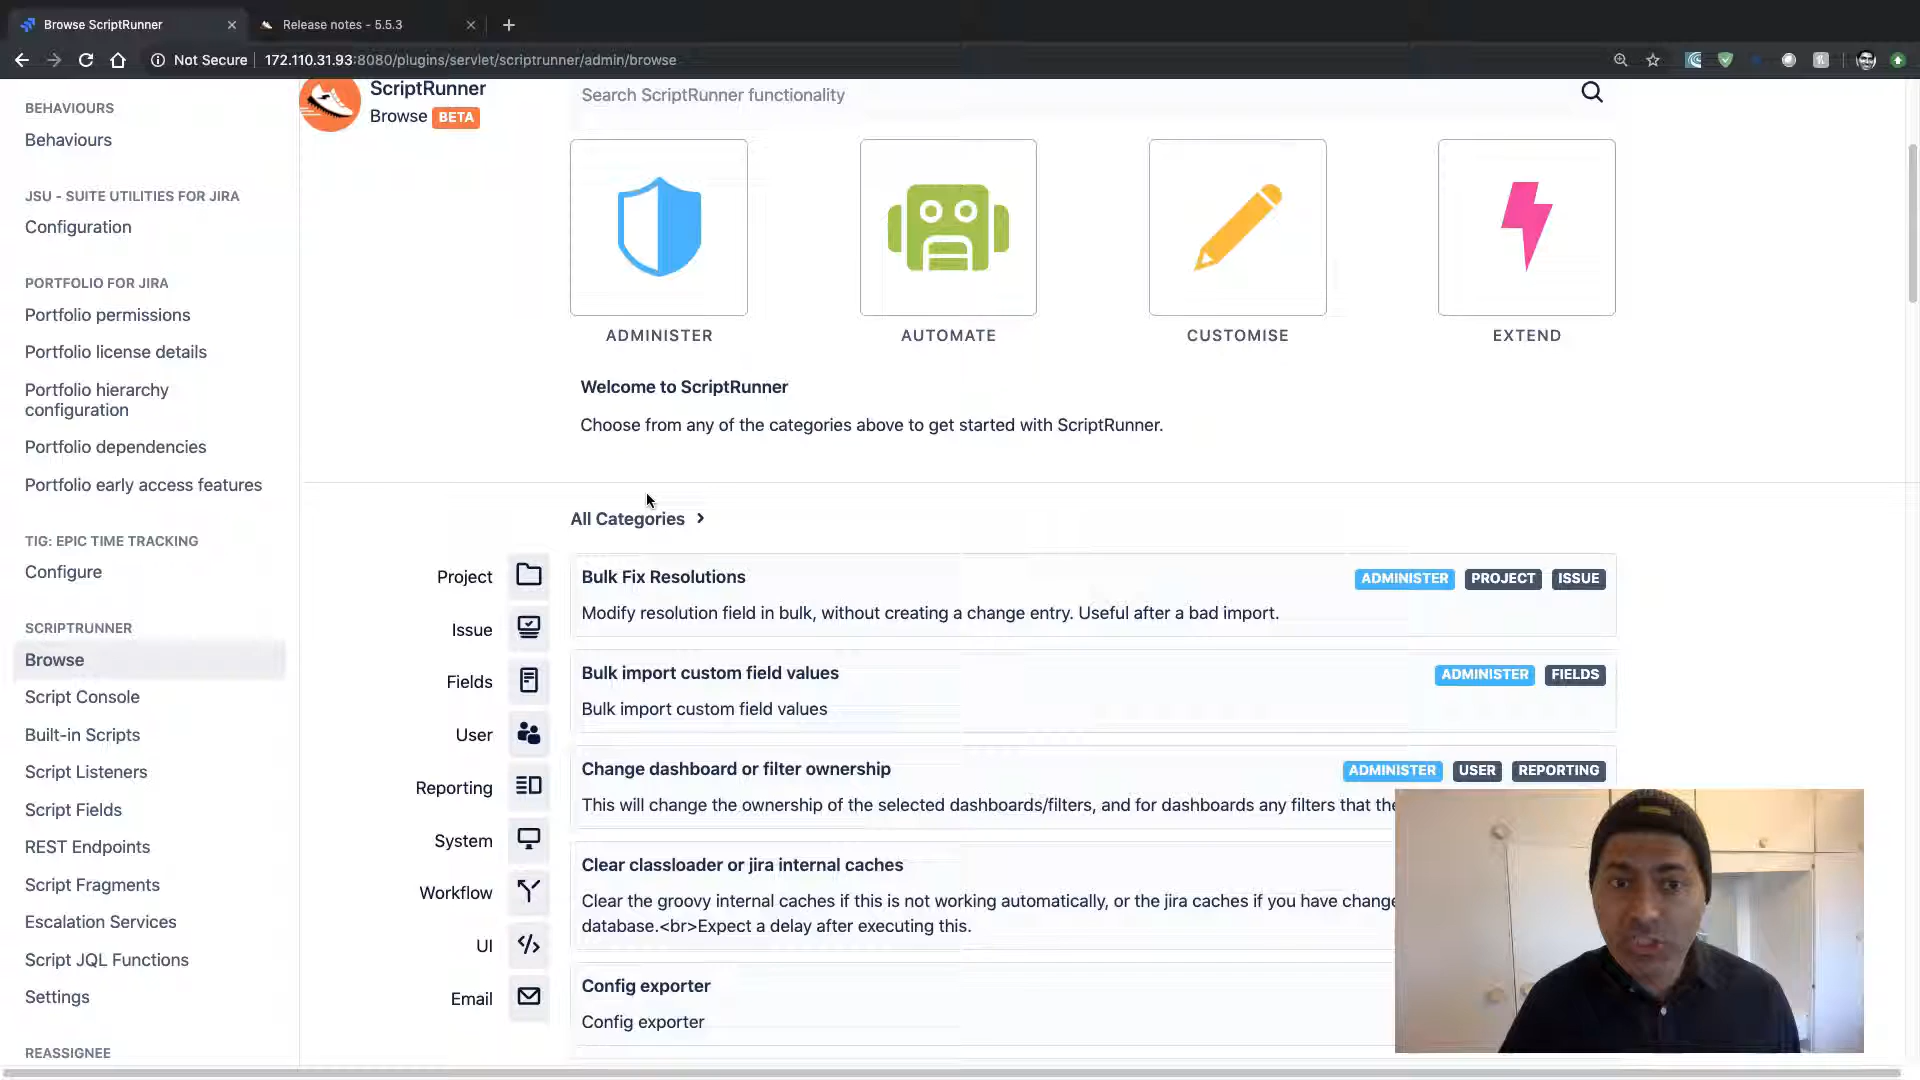 Browse ScriptRunner
Release notes - 5.5.3
Not Secure
172.110.31.93:8080/plugins/servlet/scriptrunner/admin/browse
BEHAVIOURS
Behaviours
JSU - SUITE UTILITIES FOR JIRA
Configuration
PORTFOLIO FOR JIRA
Portfolio permissions
Portfolio license details
Portfolio hierarchy
configuration
Portfolio dependencies
Portfolio early access features
TIG: EPIC TIME TRACKING
Configure
SCRIPTRUNNER
Browse
Script Console
Built-in Scripts
Script Listeners
Script Fields
REST Endpoints
Script Fragments
Escalation Services
Script JQL Functions
Settings
REASSIGNEE
ScriptRunner
Browse BETA
Search ScriptRunner functionality
ADMINISTER
AUTOMATE
CUSTOMISE
EXTEND
Welcome to ScriptRunner
Choose from any of the categories above to get started with ScriptRunner.
All Categories
Project
Issue
Fields
User
Reporting
System
Workflow
UI
Email
Bulk Fix Resolutions
ADMINISTER PROJECT ISSUE
Modify resolution field in bulk, without creating a change entry. Useful after a bad import.
Bulk import custom field values
ADMINISTER FIELDS
Bulk import custom field values
Change dashboard or filter ownership
ADMINISTER USER REPORTING
This will change the ownership of the selected dashboards/filters, and for dashboards any filters that
Clear classloader or jira internal caches
Clear the groovy internal caches if this is not working automatically, or the jira caches if you have
database.<br>Expect a delay after executing this.
Config exporter
Config exporter